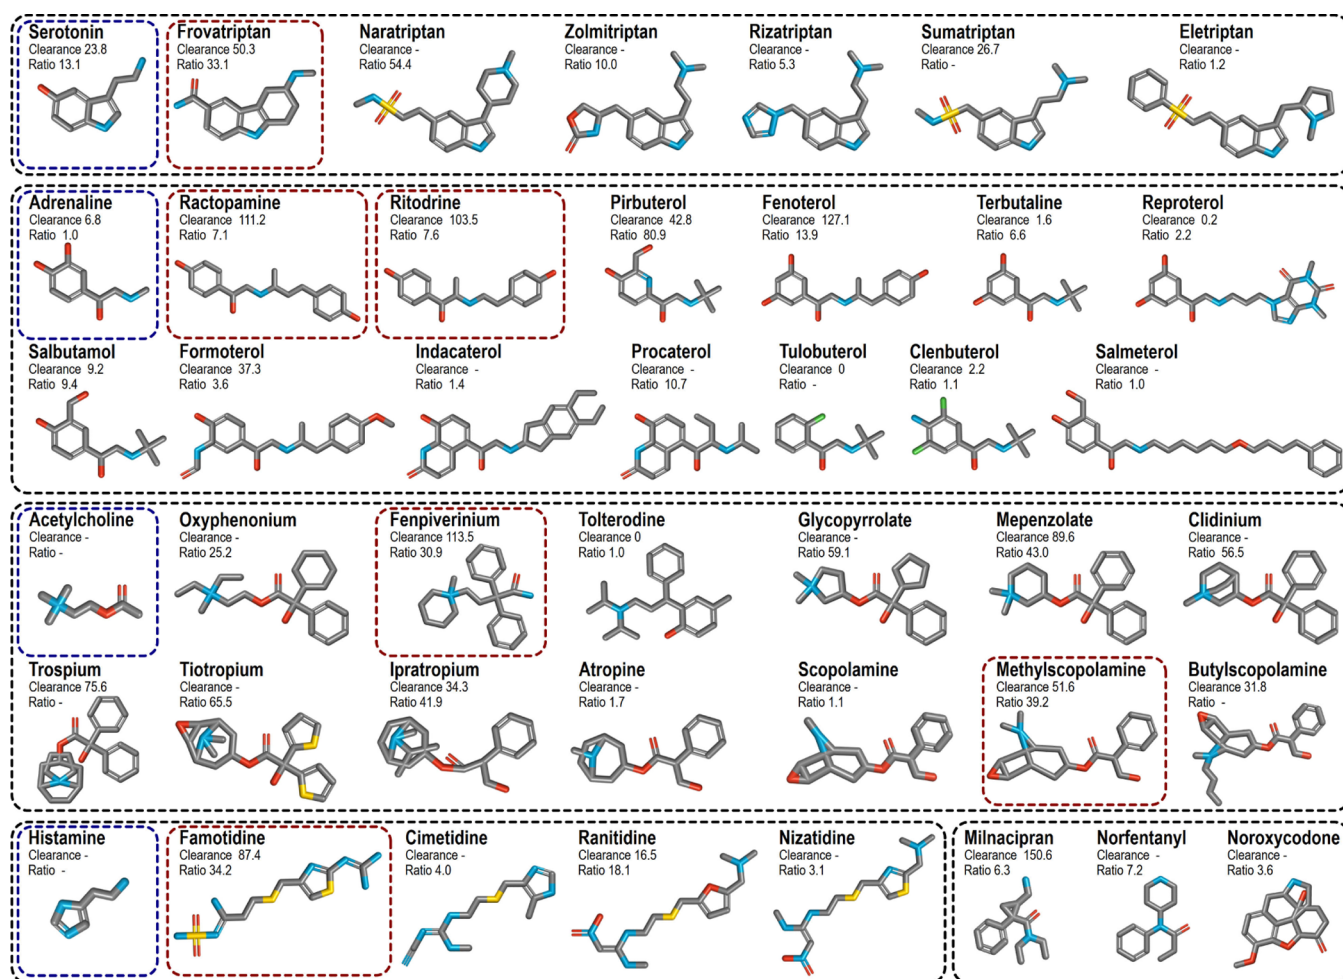 Serotonin
Clearance 23.8
Ratio 13.1
Frovatriptan
Clearance 50.3
Ratio 33.1
Naratriptan
Clearance -
Ratio 54.4
Zolmitriptan
Clearance -
Ratio 10.0
Rizatriptan
Clearance -
Ratio 5.3
Sumatriptan
Clearance 26.7
Ratio -
Eletriptan
Clearance -
Ratio 1.2
Adrenaline
Clearance 6.8
Ratio 1.0
Ractopamine
Clearance 111.2
Ratio 7.1
Ritodrine
Clearance 103.5
Ratio 7.6
Pirbuterol
Clearance 42.8
Ratio 80.9
Fenoterol
Clearance 127.1
Ratio 13.9
Terbutaline
Clearance 1.6
Ratio 6.6
Reproterol
Clearance 0.2
Ratio 2.2
Salbutamol
Clearance 9.2
Ratio 9.4
Formoterol
Clearance 37.3
Ratio 3.6
Indacaterol
Clearance -
Ratio 1.4
Procaterol
Clearance -
Ratio 10.7
Tulobuterol
Clearance 0
Ratio -
Clenbuterol
Clearance 2.2
Ratio 1.1
Salmeterol
Clearance -
Ratio 1.0
Acetylcholine
Clearance -
Ratio -
Oxyphenonium
Clearance -
Ratio 25.2
Fenpiverinium
Clearance 113.5
Ratio 30.9
Tolterodine
Clearance 0
Ratio 1.0
Glycopyrrolate
Clearance -
Ratio 59.1
Mepenzolate
Clearance 89.6
Ratio 43.0
Clidinium
Clearance -
Ratio 56.5
Trospium
Clearance 75.6
Ratio -
Tiotropium
Clearance -
Ratio 65.5
Ipratropium
Clearance 34.3
Ratio 41.9
Atropine
Clearance -
Ratio 1.7
Scopolamine
Clearance -
Ratio 1.1
Methylscopolamine
Clearance 51.6
Ratio 39.2
Butylscopolamine
Clearance 31.8
Ratio -
Histamine
Clearance -
Ratio -
Famotidine
Clearance 87.4
Ratio 34.2
Cimetidine
Clearance -
Ratio 4.0
Ranitidine
Clearance 16.5
Ratio 18.1
Nizatidine
Clearance -
Ratio 3.1
Milnacipran
Clearance 150.6
Ratio 6.3
Norfentanyl
Clearance -
Ratio 7.2
Noroxycodone
Clearance -
Ratio 3.6